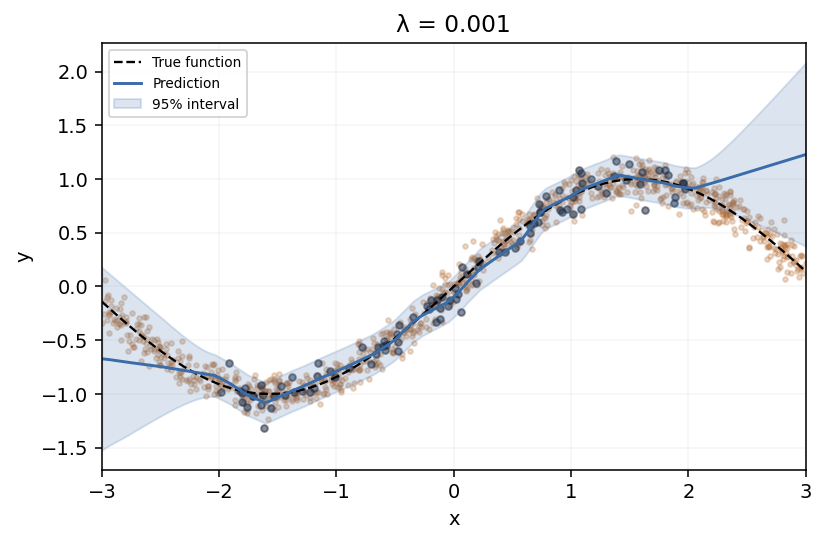 λ = 0.001
True function
Prediction
95% interval
y
2.0
1.5
1.0
0.5
0.0
−0.5
−1.0
−1.5
−3 −2 −1 0 1 2 3
x